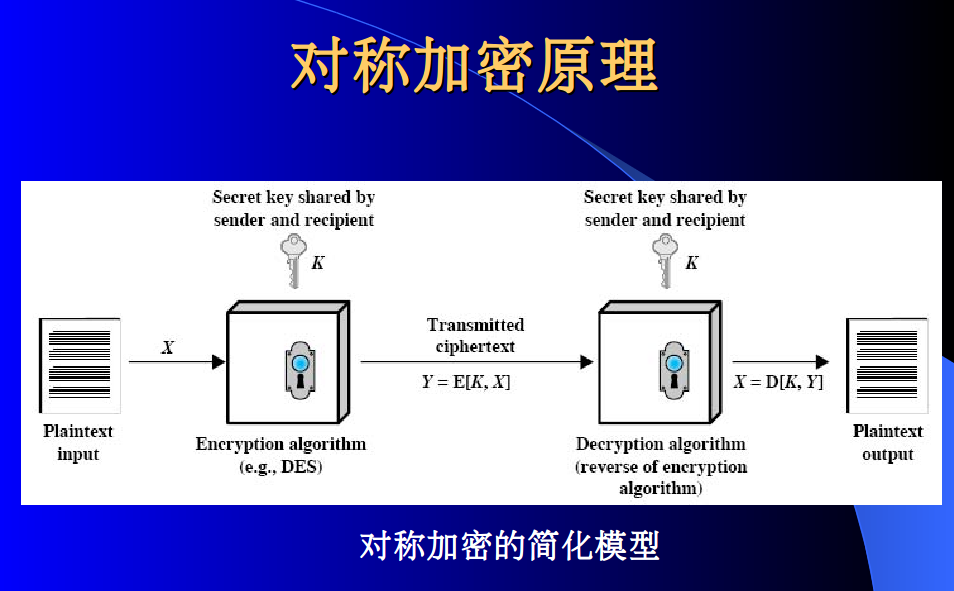 对称加密原理
Secret key shared by
sender and recipient
K
Secret key shared by
sender and recipient
K
X
Transmitted
ciphertext
Y = E[K, X]
X = D[K, Y]
Plaintext
input
Encryption algorithm
(e.g., DES)
Decryption algorithm
(reverse of encryption
algorithm)
Plaintext
output
对称加密的简化模型